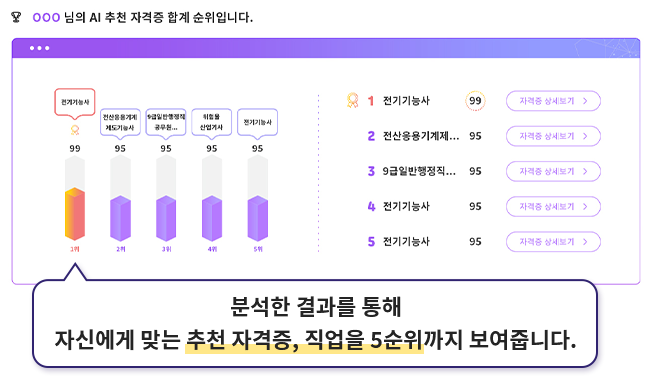 OOO 님의 AI 추천 자격증 합계 순위입니다.
전기기능사
전산응용기계
제도기능사
9급일반행정직
공무원...
위험물
산업기사
전기기능사
99
95
95
95
95
1위
2위
3위
4위
5위
1 전기기능사 99 자격증 상세보기 >
2 전산응용기계제... 95 자격증 상세보기 >
3 9급일반행정직... 95 자격증 상세보기 >
4 전기기능사 95 자격증 상세보기 >
5 전기기능사 95 자격증 상세보기 >
분석한 결과를 통해
자신에게 맞는 추천 자격증, 직업을 5순위까지 보여줍니다.